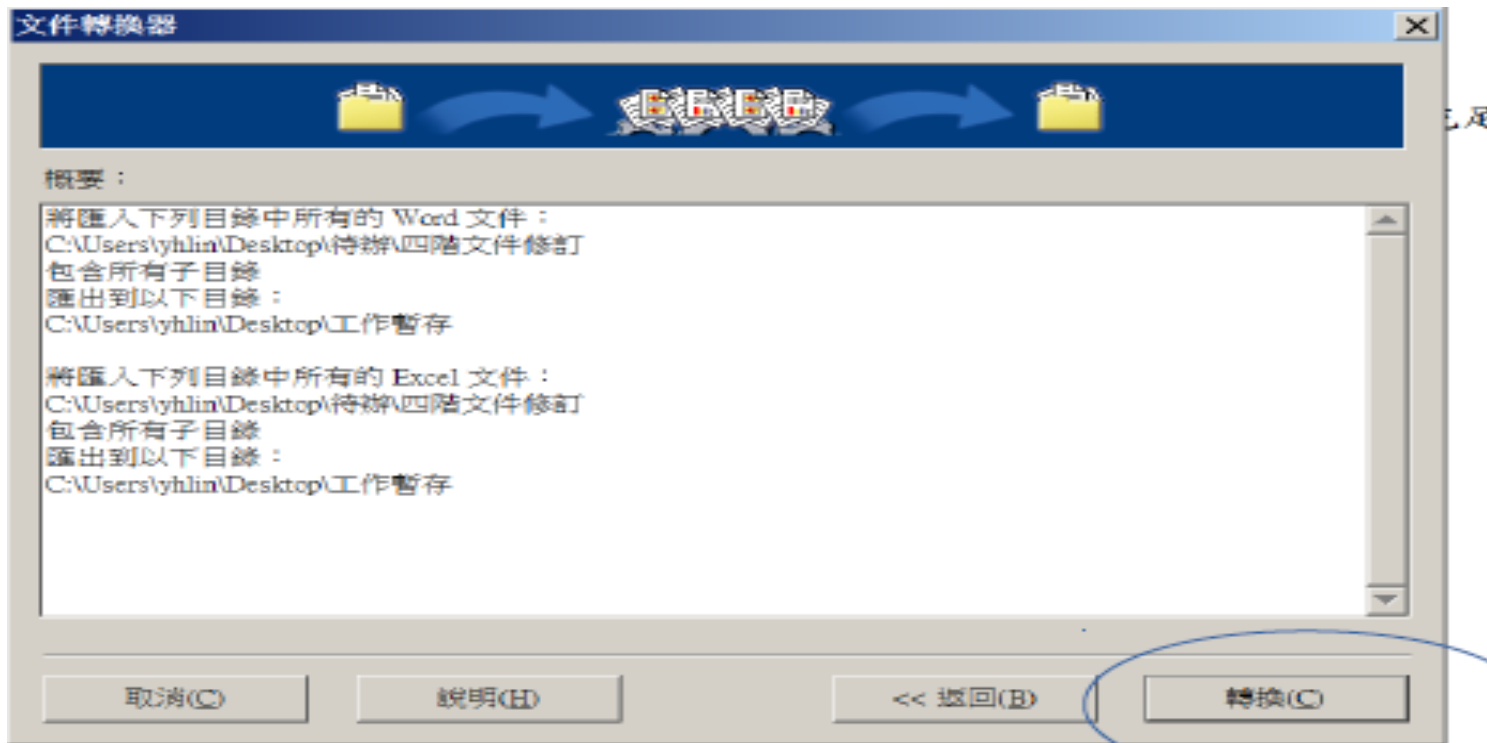 文件轉換器
概要：
將匯入下列目錄中所有的 Word 文件：
C:\Users\yhlin\Desktop\待辦\四階文件修訂
包含所有子目錄
匯出到以下目錄：
C:\Users\yhlin\Desktop\工作暫存
將匯入下列目錄中所有的 Excel 文件：
C:\Users\yhlin\Desktop\待辦\四階文件修訂
包含所有子目錄
匯出到以下目錄：
C:\Users\yhlin\Desktop\工作暫存
取消(C) 說明(H) << 返回(B) 轉換(C)